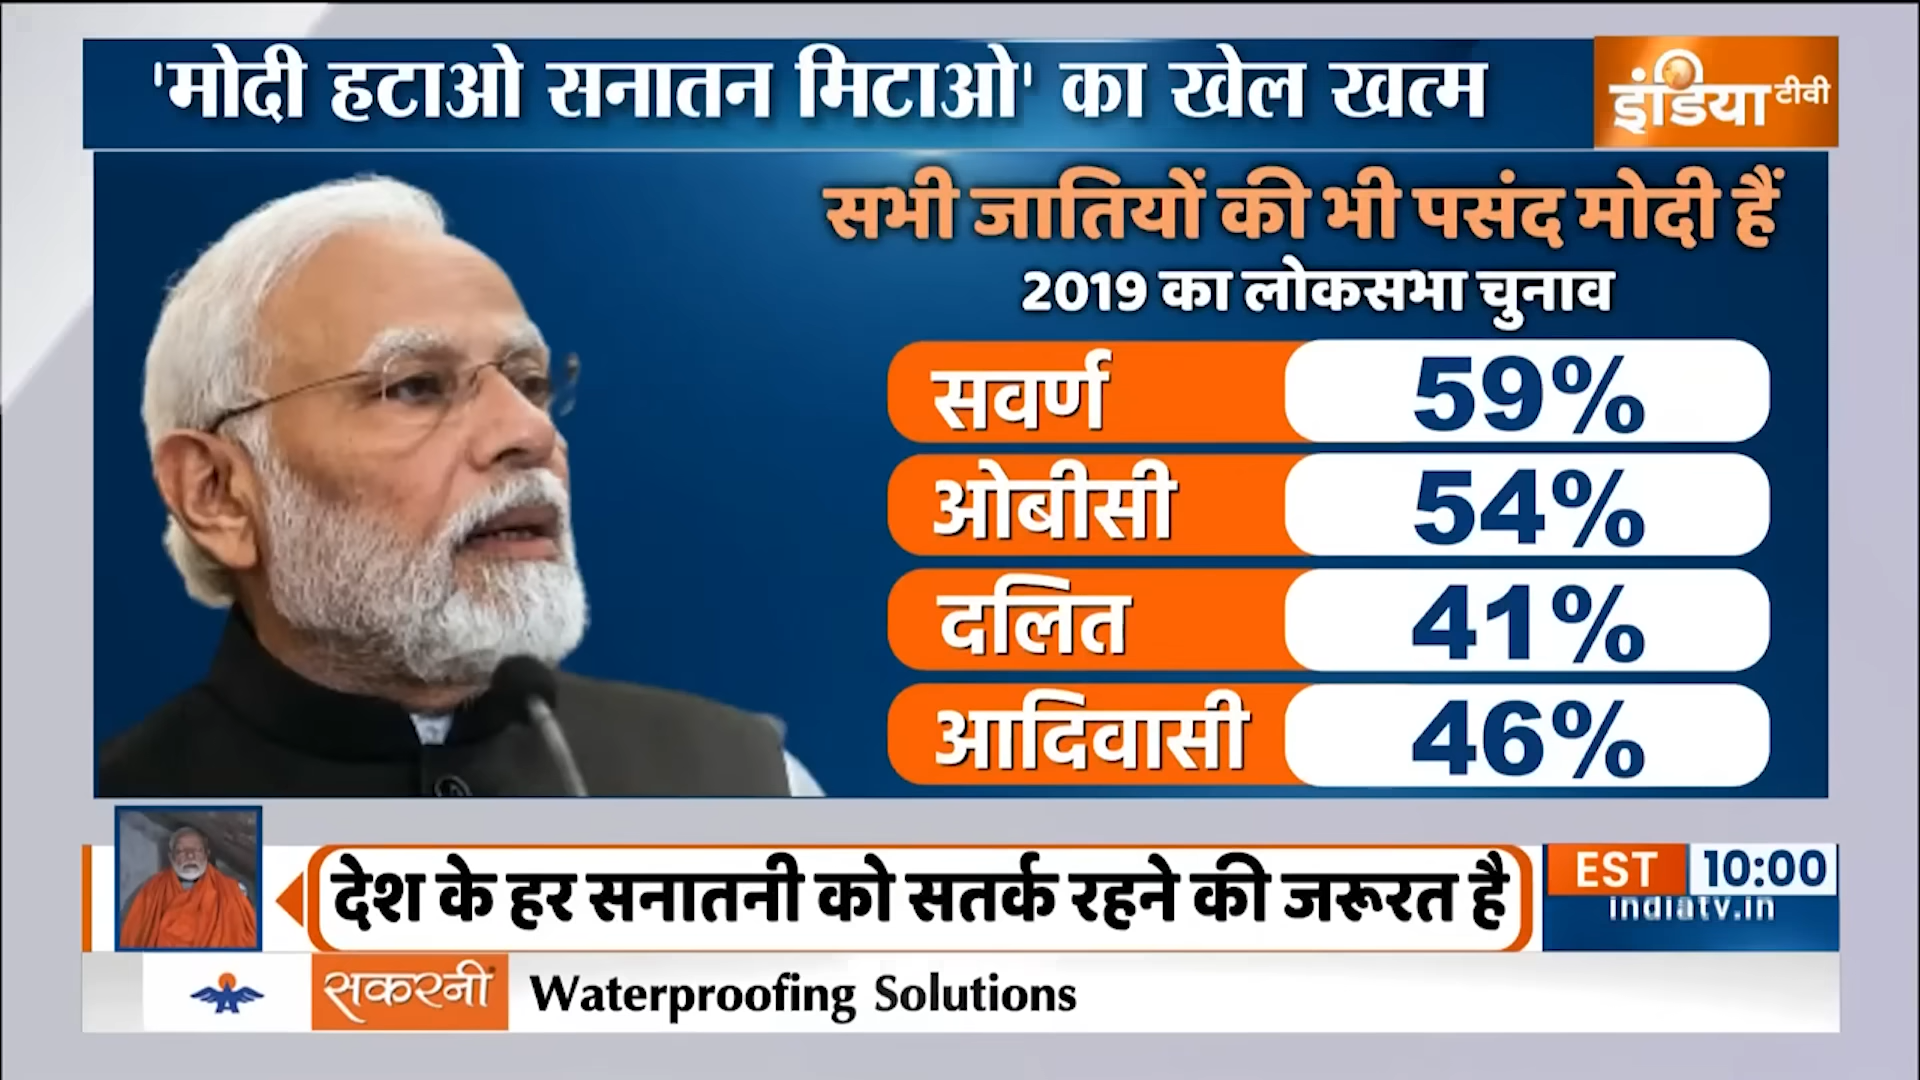 'मोदी हटाओ सनातन मिटाओ' का खेल खत्म
इंडिया टीवी
सभी जातियों की भी पसंद मोदी हैं
2019 का लोकसभा चुनाव
सवर्ण 59%
ओबीसी 54%
दलित 41%
आदिवासी 46%
देश के हर सनातनी को सतर्क रहने की जरूरत है
EST 10:00
indiatv.in
सकरनी Waterproofing Solutions